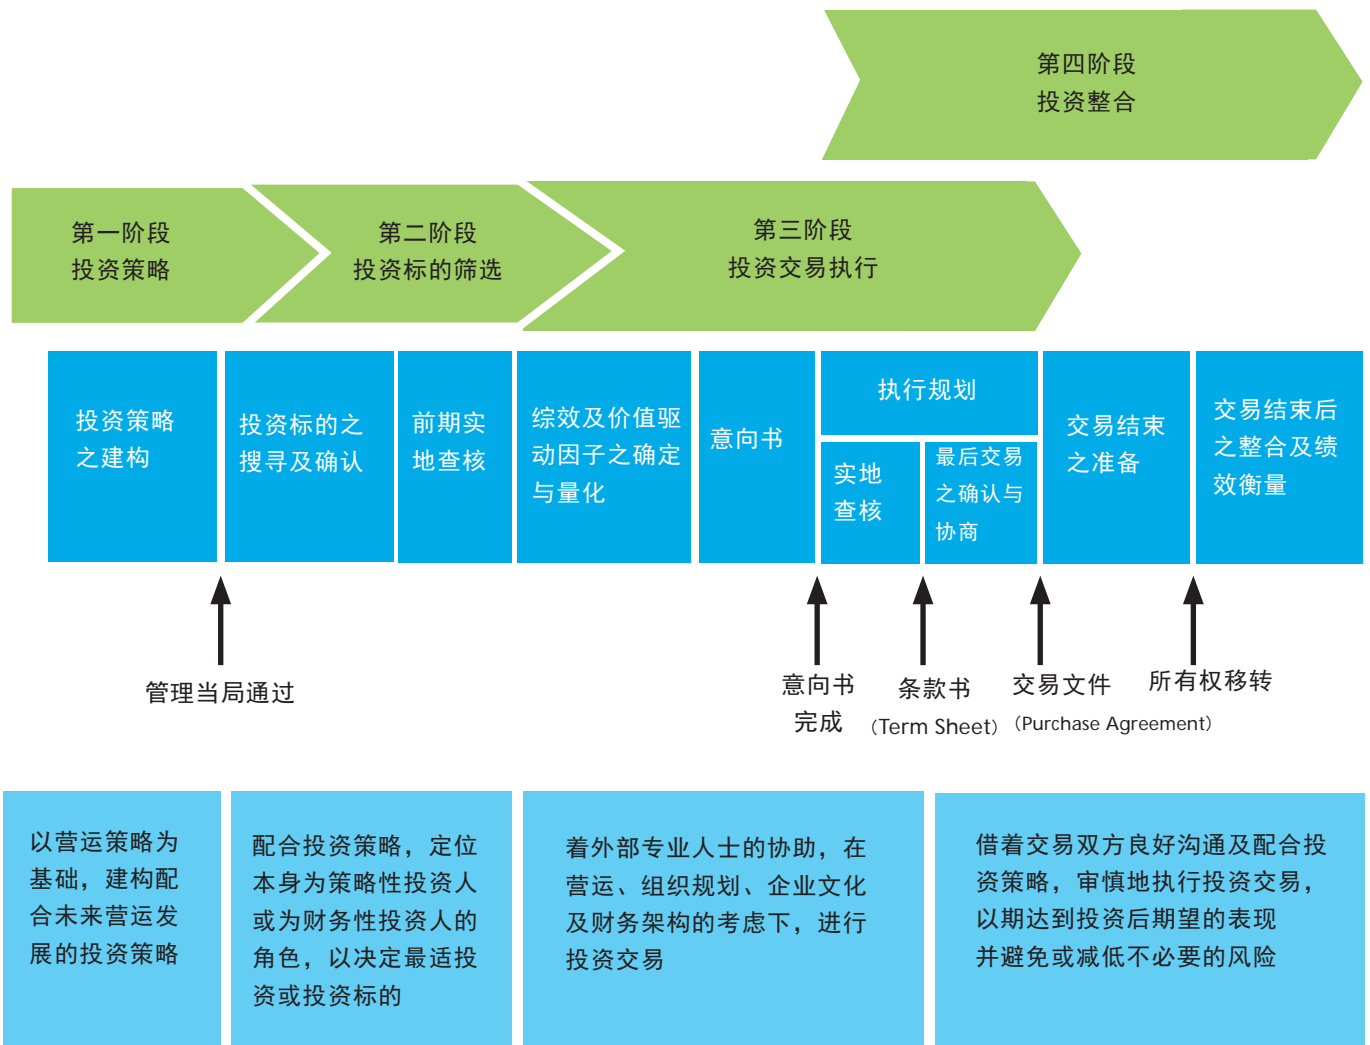 第四阶段
投资整合
第一阶段
投资策略
第二阶段
投资标的筛选
第三阶段
投资交易执行
投资策略
之建构
投资标的之
搜寻及确认
前期实
地查核
综效及价值驱
动因子之确定
与量化
意向书
执行规划
实地
查核
最后交易
之确认与
协商
交易结束
之准备
交易结束后
之整合及绩
效衡量
管理当局通过
意向书
完成
条款书
（Term Sheet）
交易文件
（Purchase Agreement）
所有权移转
以营运策略为
基础，建构配
合未来营运发
展的投资策略
配合投资策略，定位
本身为策略性投资人
或为财务性投资人的
角色，以决定最适投
资或投资标的
着外部专业人士的协助，在
营运、组织规划、企业文化
及财务架构的考虑下，进行
投资交易
借着交易双方良好沟通及配合投
资策略，审慎地执行投资交易，
以期达到投资后期望的表现
并避免或减低不必要的风险